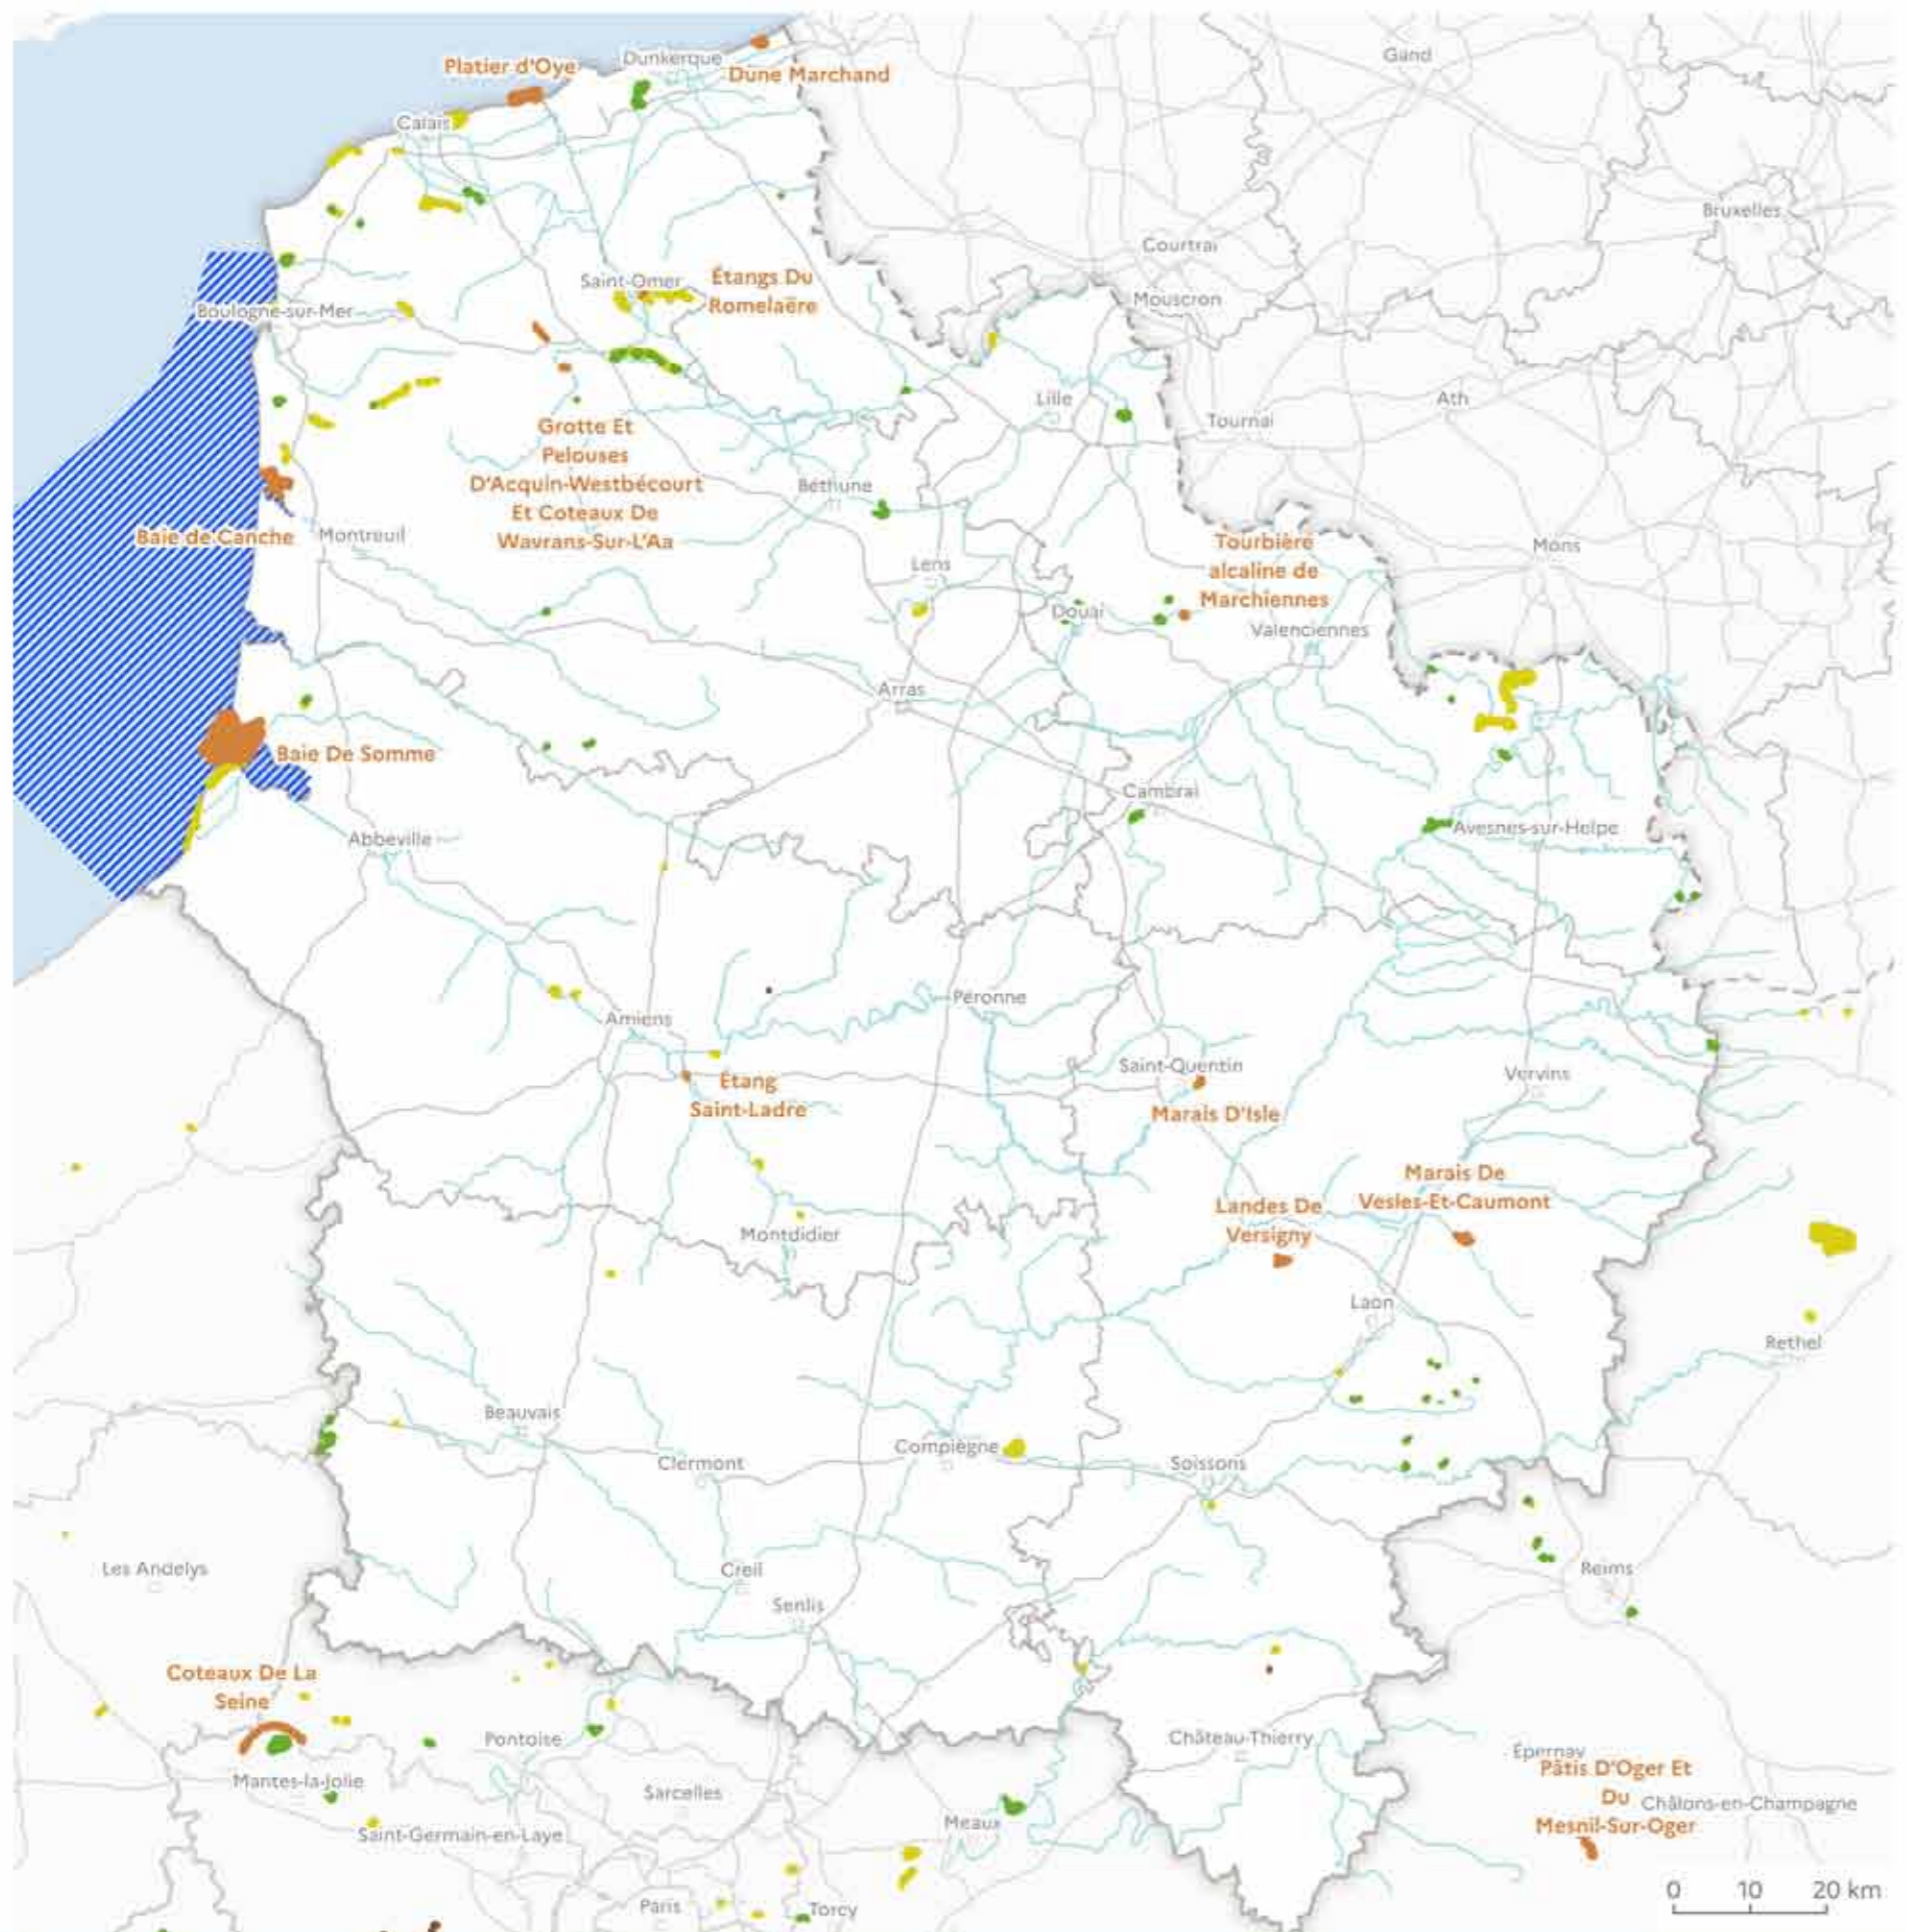 Gand
Platier d'Oye
Dunkerque
Dune Marchand
Calais
Bruxelles
Courtrai
Saint-Omer
Étangs Du
Romelaëre
Mouscron
Boulogne-sur-Mer
Lille
Ath
Tournai
Grotte Et
Pelouses
D'Acquin-Westbécourt
Et Coteaux De
Wavrans-Sur-L'Aa
Béthune
Baie de Canche
Montreuil
Tourbière
alcaline de
Marchiennes
Mons
Lens
Douai
Valenciennes
Arras
Baie De Somme
Cambrai
Abbeville
Avesnes-sur-Helpe
Péronne
Amiens
Saint-Quentin
Vervins
Étang
Saint-Ladre
Marais D'Isle
Marais De
Vesles-Et-Caumont
Landes De
Versigny
Montdidier
Laon
Rethel
Beauvais
Compiègne
Clermont
Soissons
Les Andelys
Creil
Reims
Senlis
Coteaux De La
Seine
Pontoise
Château-Thierry
Épernay
Pâtis D'Oger Et
Du
Mesnil-Sur-Oger
Mantes-la-Jolie
Sarcelles
Châlons-en-Champagne
Meaux
Saint-Germain-en-Laye
Paris
Torcy
0 10 20 km